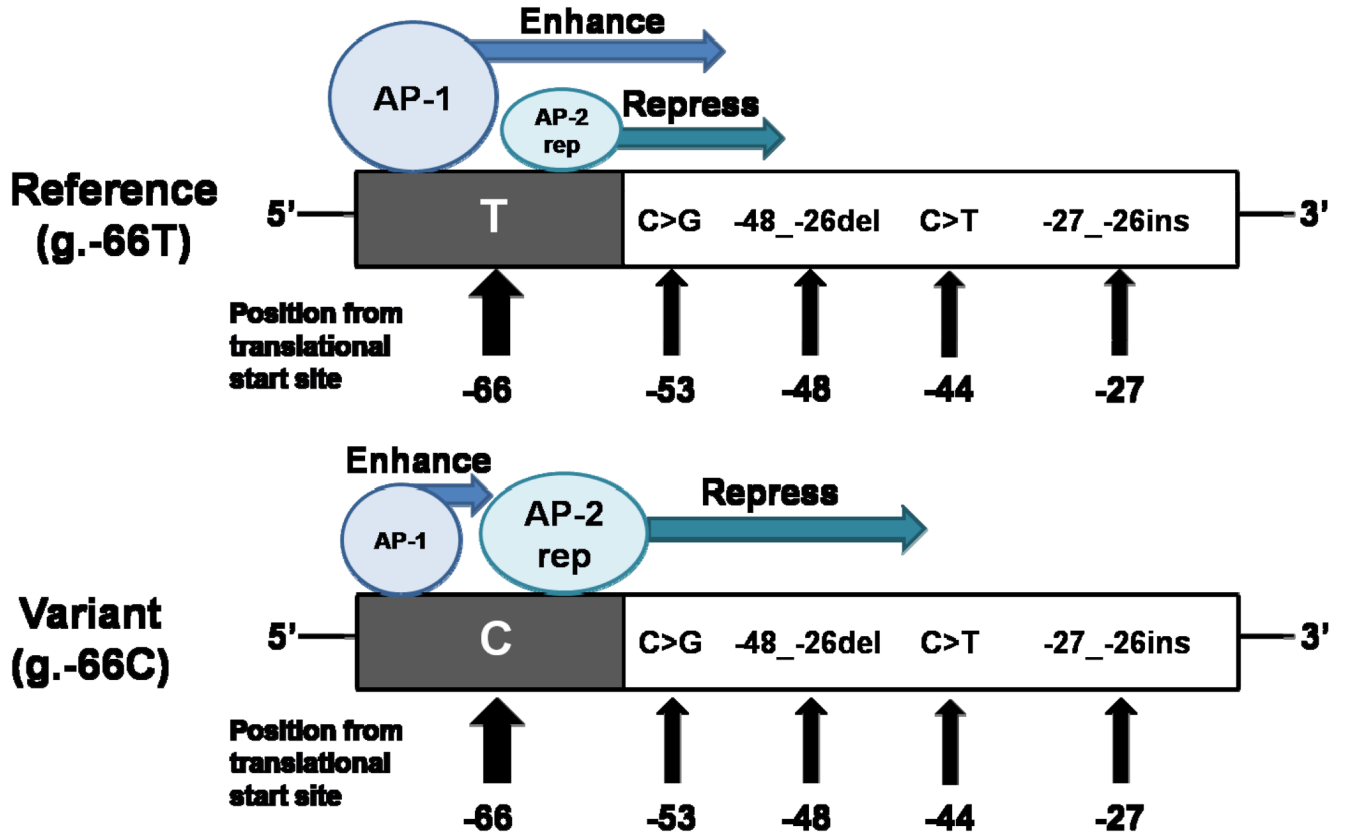 Enhance
AP-1
AP-2
rep
Repress
Reference
(g.-66T)
5’
T
C>G
-48_-26del
C>T
-27_-26ins
3’
Position from
translational
start site
-66
-53
-48
-44
-27
Enhance
AP-1
AP-2
rep
Repress
Variant
(g.-66C)
5’
C
C>G
-48_-26del
C>T
-27_-26ins
3’
Position from
translational
start site
-66
-53
-48
-44
-27